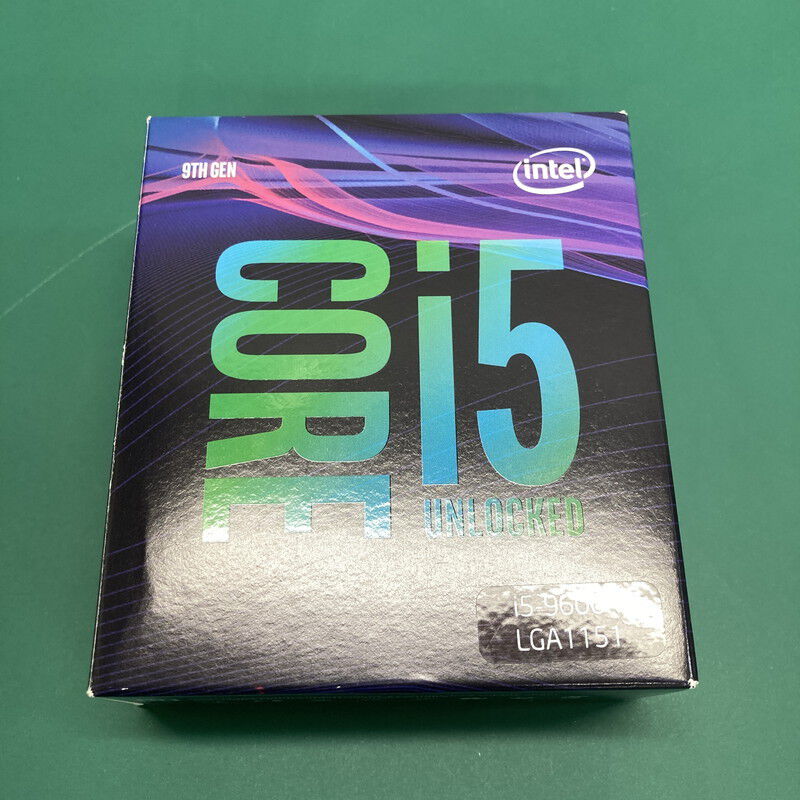 9TH GEN
intel
CORE
i5
UNLOCKED
LGA1151